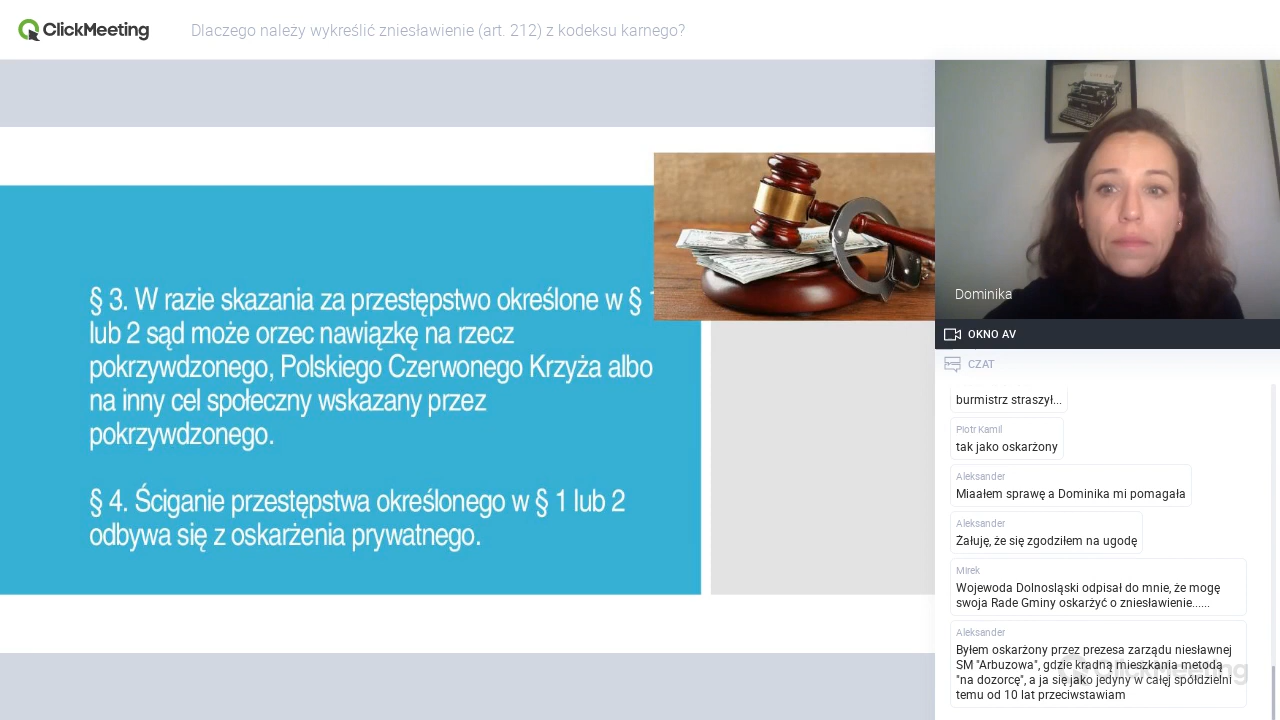 ClickMeeting
Dlaczego należy wykreślić zniesławienie (art. 212) z kodeksu karnego?
§ 3. W razie skazania za przestępstwo określone w §
lub 2 sąd może orzec nawiązkę na rzecz
pokrzywdzonego, Polskiego Czerwonego Krzyża albo
na inny cel społeczny wskazany przez
pokrzywdzonego.
§ 4. Ściganie przestępstwa określonego w § 1 lub 2
odbywa się z oskarżenia prywatnego.
Dominika
OKNO AV
CZAT
burmistrz straszył...
Piotr Kamil
tak jako oskarżony
Aleksander
Miaałem sprawę a Dominika mi pomagała
Aleksander
Żałuję, że się zgodziłem na ugodę
Mirek
Wojewoda Dolnosląski odpisał do mnie, że mogę
swoja Rade Gminy oskarżyć o zniesławienie......
Aleksander
Byłem oskarżony przez prezesa zarządu niesławnej
SM "Arbuzowa", gdzie kradną mieszkania metodą
"na dozorcę", a ja się jako jedyny w całej spółdzielni
temu od 10 lat przeciwstawiam
ClickMeeting